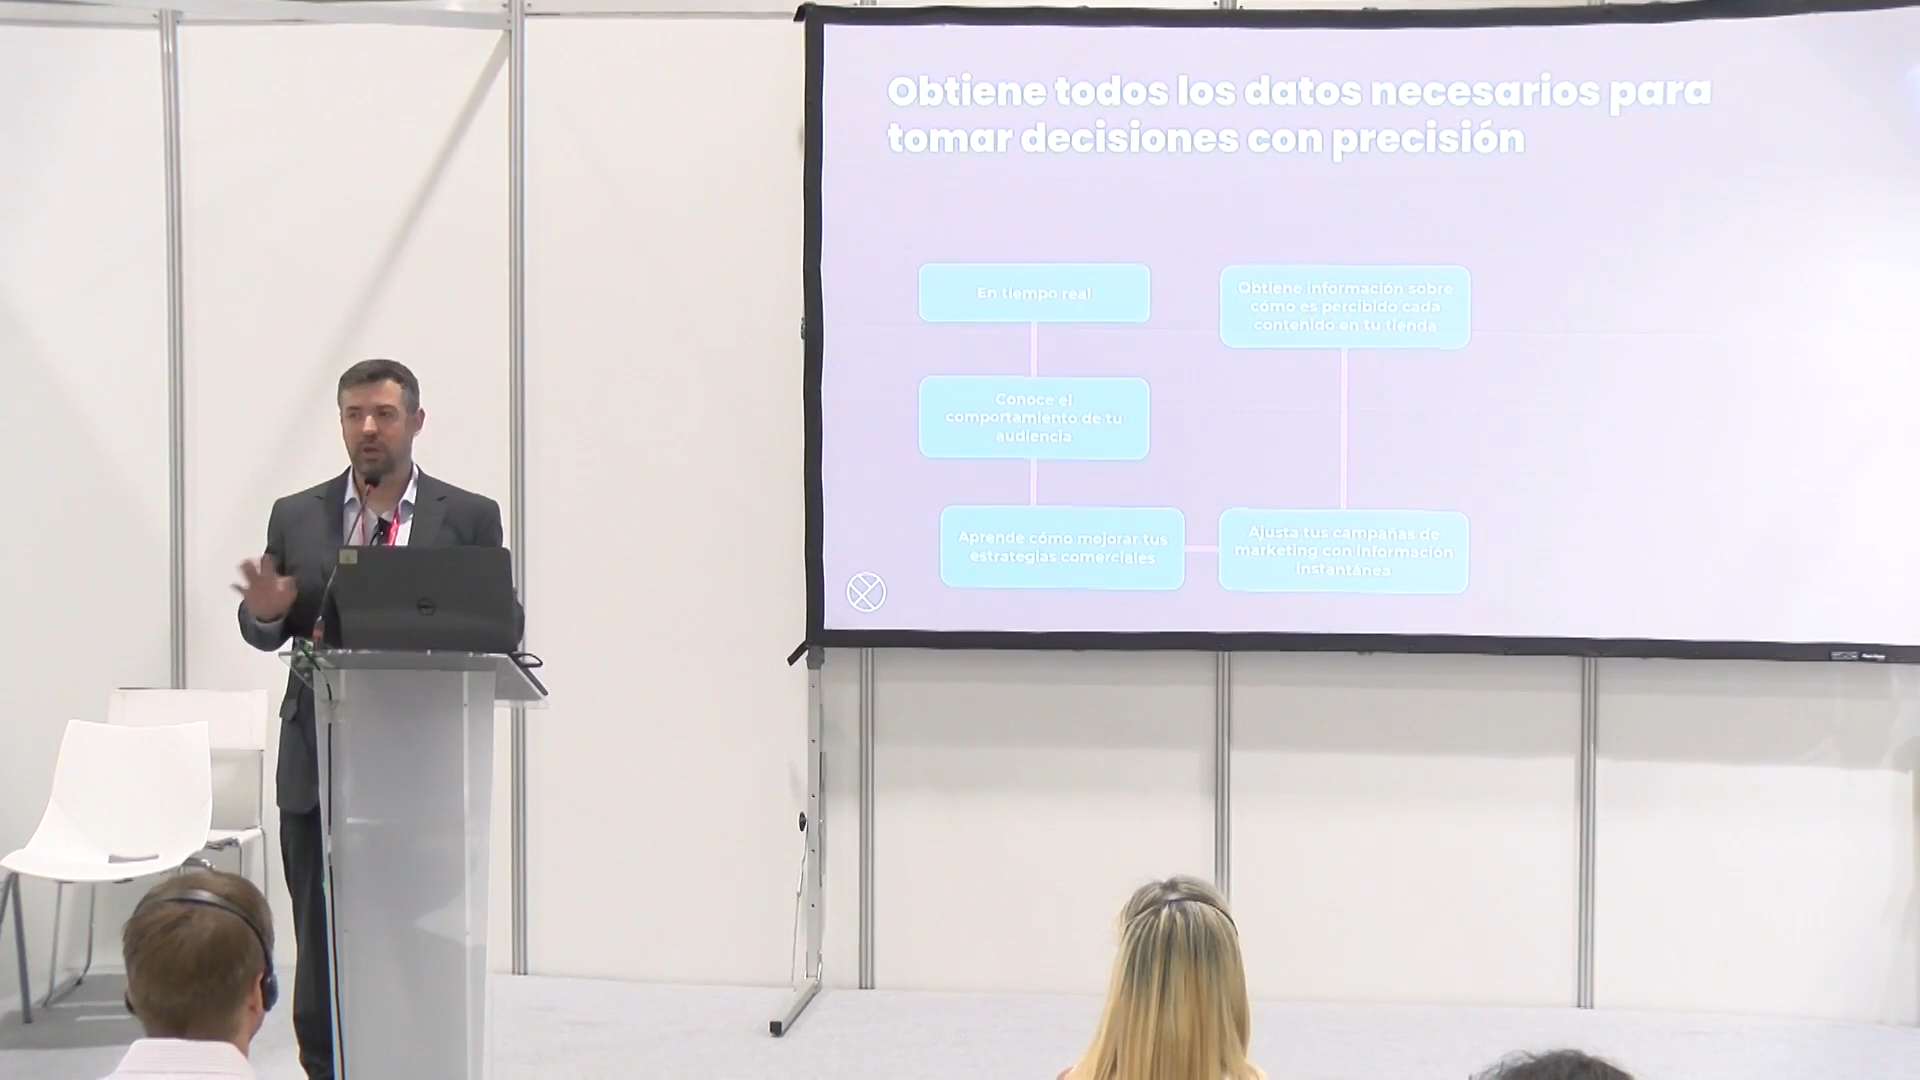 Obtiene todos los datos necesarios para
tomar decisiones con precisión
En tiempo real
Conoce el
comportamiento de tu
audiencia
Aprende cómo mejorar tus
estrategias comerciales
Obtiene información sobre
cómo es percibido cada
contenido en tu tienda
Ajusta tus campañas de
marketing con información
instantánea